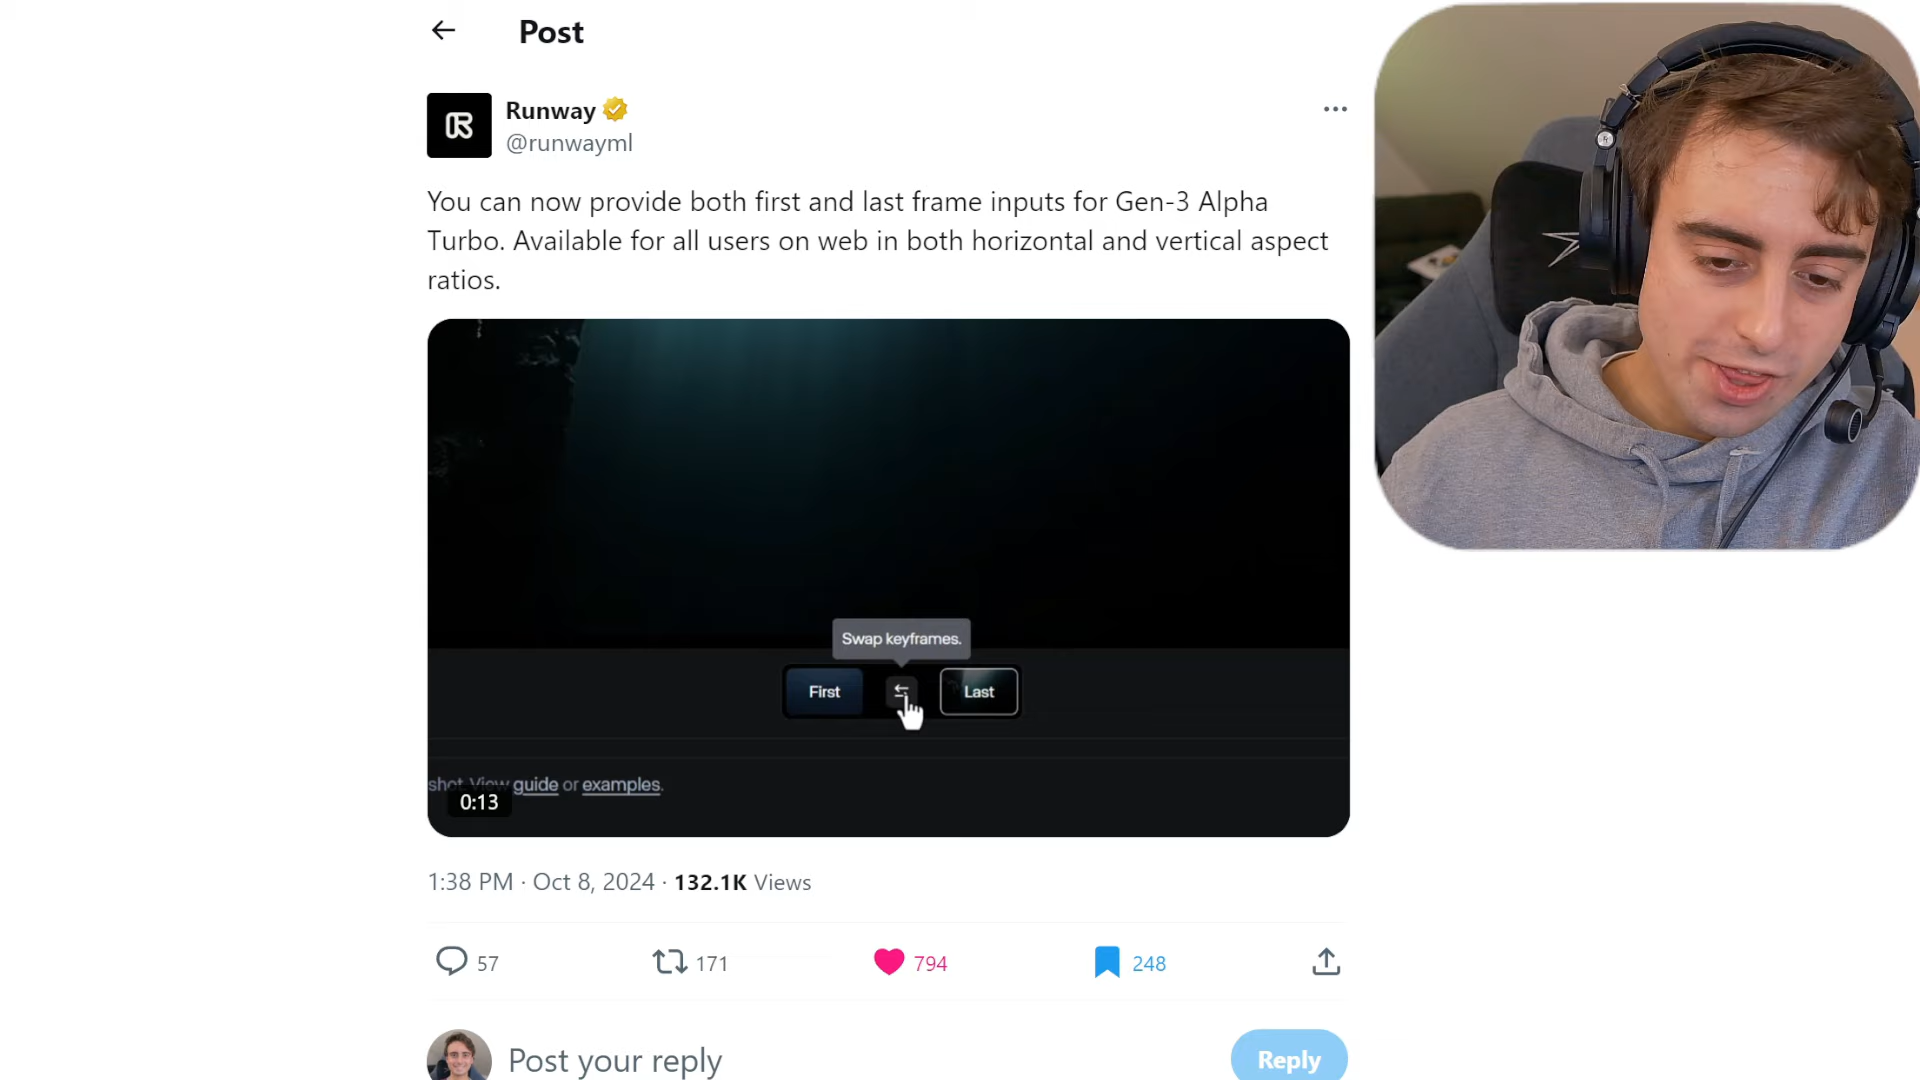 Post
Runway
@runwayml
You can now provide both first and last frame inputs for Gen-3 Alpha
Turbo. Available for all users on web in both horizontal and vertical aspect
ratios.
Swap keyframes.
First
Last
shot. View guide or examples.
0:13
1:38 PM · Oct 8, 2024 · 132.1K Views
57
171
794
248
Post your reply
Reply